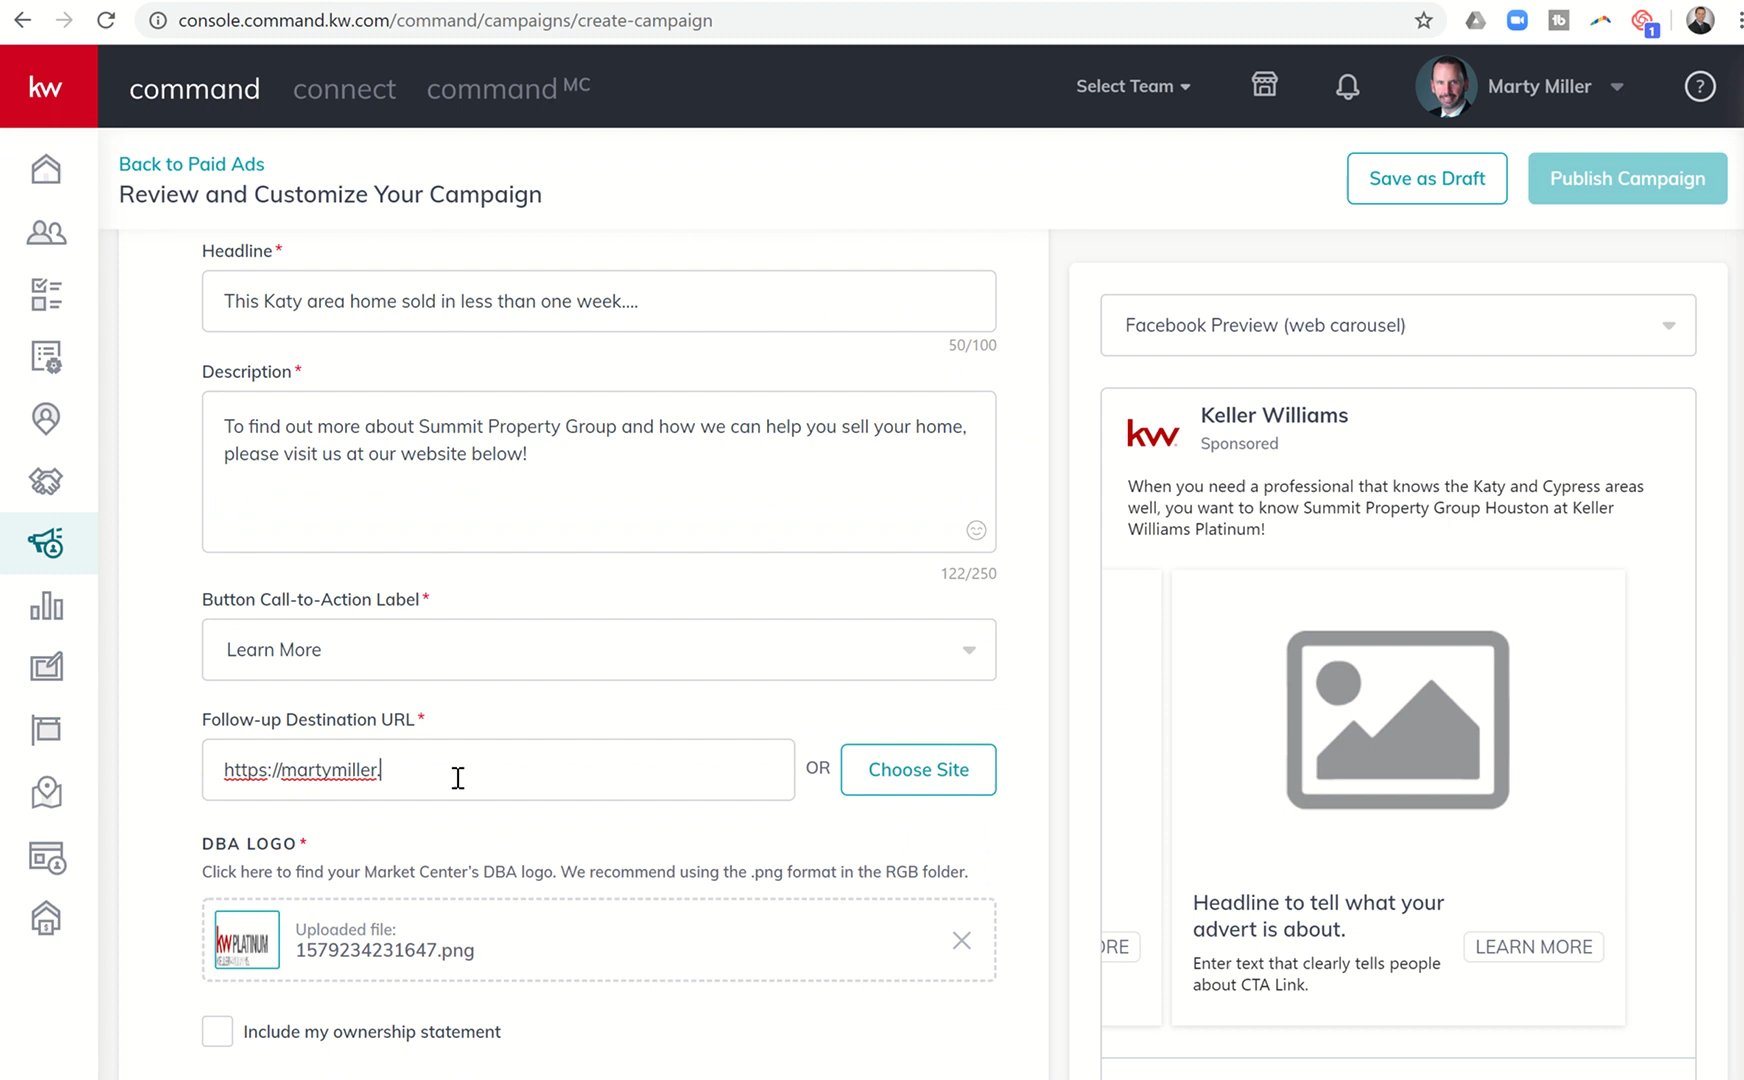 console.command.kw.com/command/campaigns/create-campaign
1
kw
command
connect
command MC
Select Team
Marty Miller
?
Back to Paid Ads
Review and Customize Your Campaign
Save as Draft
Publish Campaign
Headline*
This Katy area home sold in less than one week....
50/100
Description*
To find out more about Summit Property Group and how we can help you sell your home,
please visit us at our website below!
122/250
Button Call-to-Action Label*
Learn More
Follow-up Destination URL*
https://martymiller.
OR
Choose Site
DBA LOGO*
Click here to find your Market Center's DBA logo. We recommend using the .png format in the RGB folder.
kw PLATINUM
Uploaded file:
1579234231647.png
Include my ownership statement
Facebook Preview (web carousel)
kw
Keller Williams
Sponsored
When you need a professional that knows the Katy and Cypress areas
well, you want to know Summit Property Group Houston at Keller
Williams Platinum!
ORE
Headline to tell what your
advert is about.
LEARN MORE
Enter text that clearly tells people
about CTA Link.